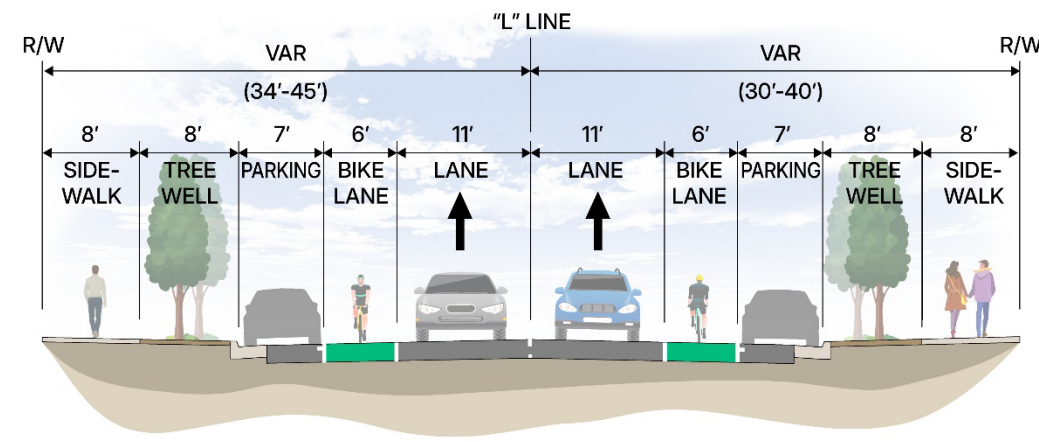 “L” LINE
R/W
R/W
VAR
VAR
(34′-45′)
(30′-40′)
8′
8′
7′
6′
11′
11′
6′
7′
8′
8′
SIDE-
WALK
TREE
WELL
PARKING
BIKE
LANE
LANE
LANE
BIKE
LANE
PARKING
TREE
WELL
SIDE-
WALK